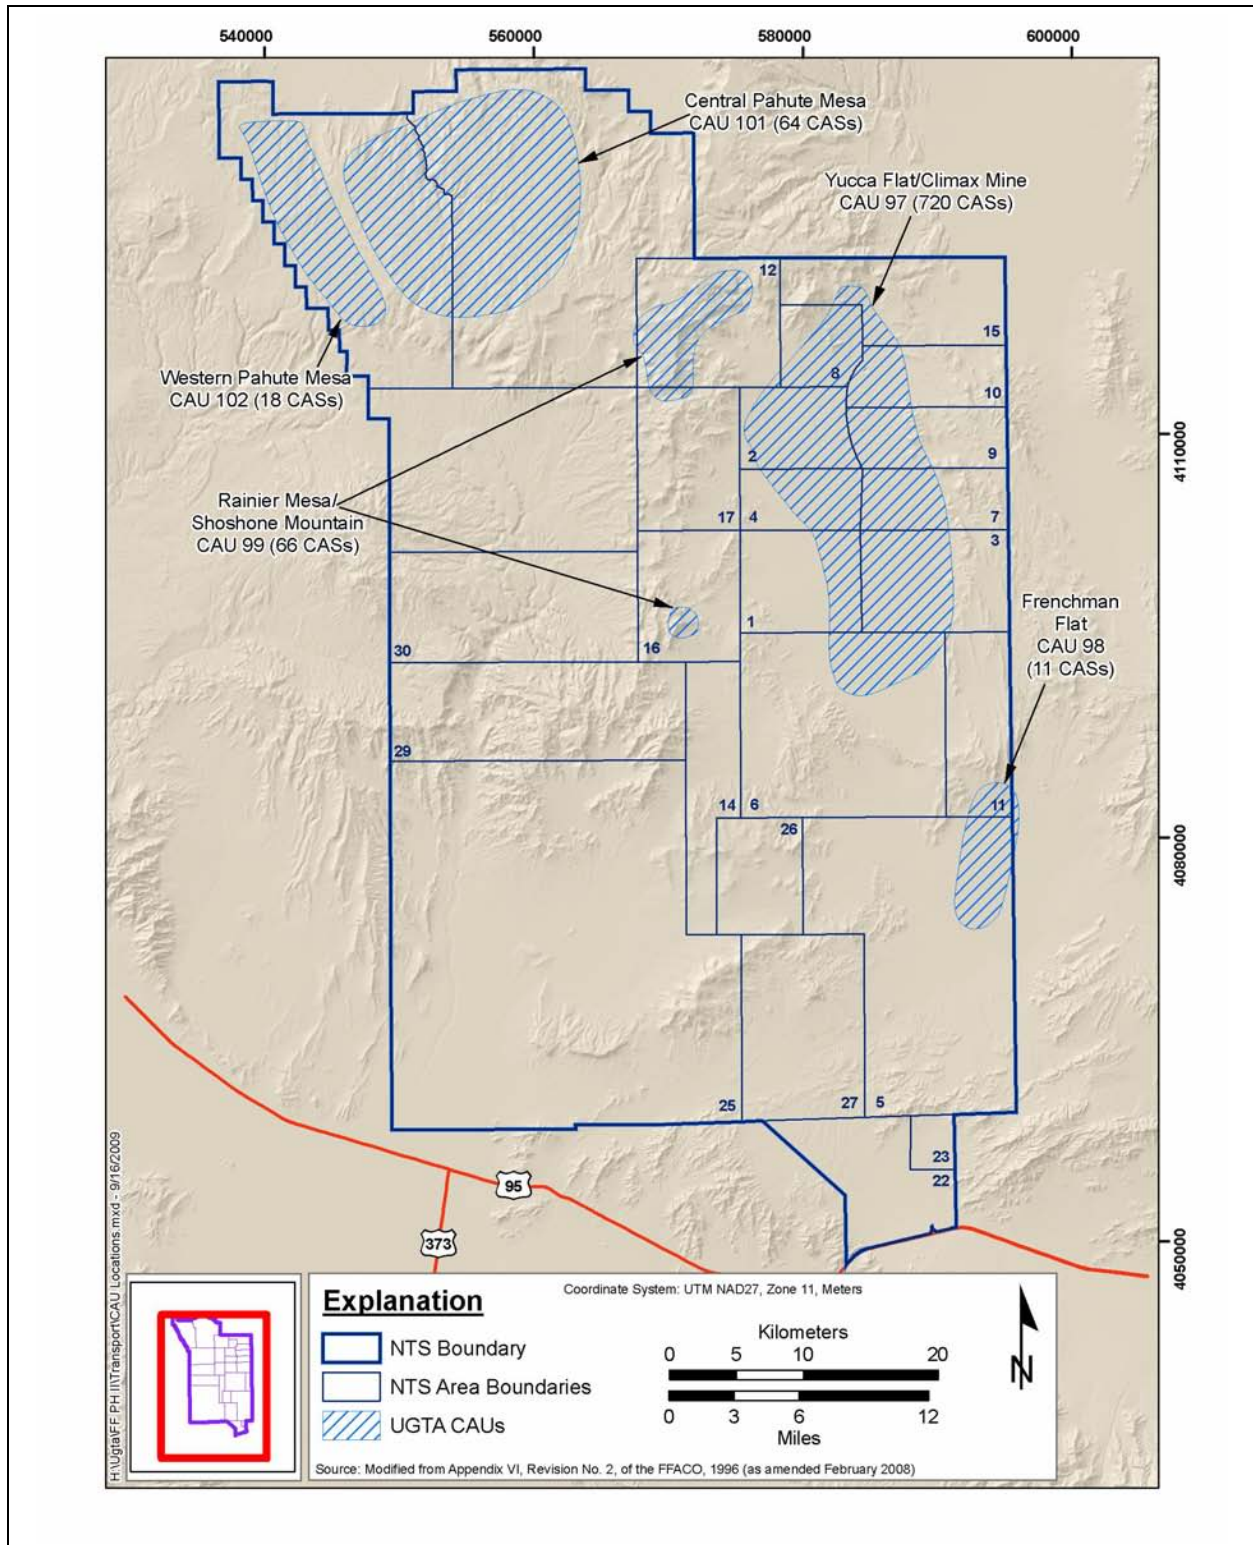 540000
560000
580000
600000
Central Pahute Mesa
CAU 101 (64 CASs)
Yucca Flat/Climax Mine
CAU 97 (720 CASs)
12
15
Western Pahute Mesa
CAU 102 (18 CASs)
8
10
4110000
2
9
Rainier Mesa/
Shoshone Mountain
CAU 99 (66 CASs)
17
4
7
3
Frenchman
Flat
CAU 98
(11 CASs)
1
16
30
29
14
6
11
26
4080000
25
27
5
23
22
95
373
4050000
H:\Ugta\FF_PH III\Transport\CAU Locations.mxd - 9/16/2009
Explanation
Coordinate System: UTM NAD27, Zone 11, Meters
NTS Boundary
NTS Area Boundaries
UGTA CAUs
Kilometers
0 5 10 20
0 3 6 12
Miles
N
Source: Modified from Appendix VI, Revision No. 2, of the FFACO, 1996 (as amended February 2008)